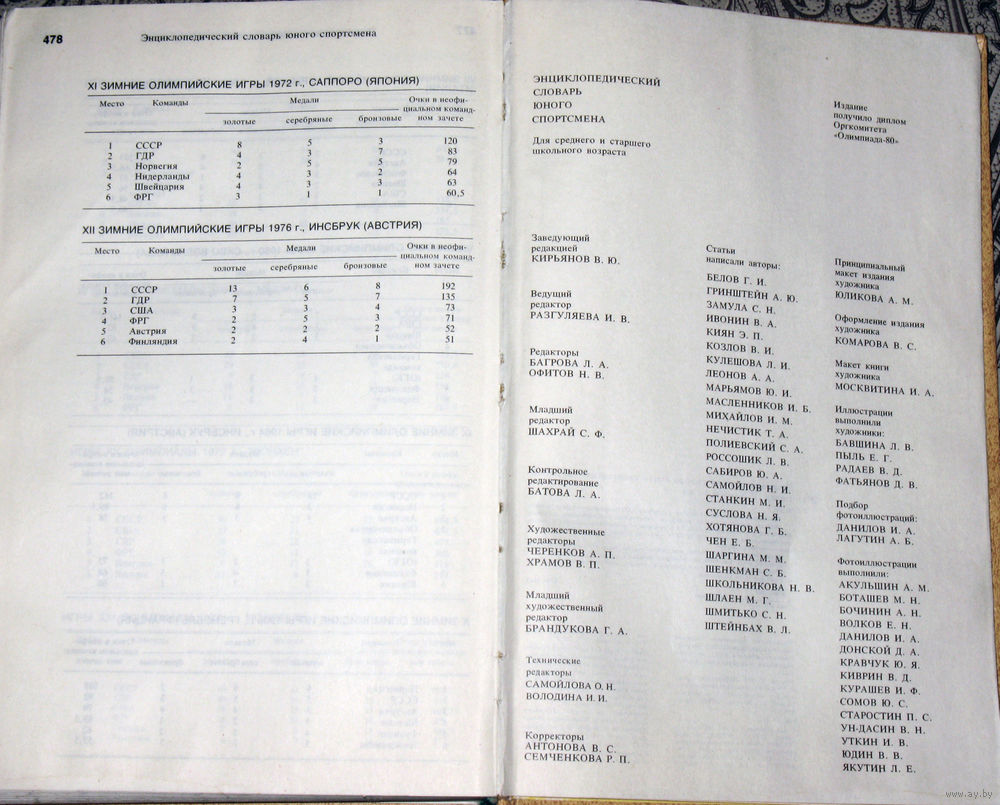 478
Энциклопедический словарь юного спортсмена
XI ЗИМНИЕ ОЛИМПИЙСКИЕ ИГРЫ 1972 г., САППОРО (ЯПОНИЯ)
Место Команды Медали Очки в неофи-
циальном команд-
золотые серебряные бронзовые ном зачете
1 СССР 8 5 3 120
2 ГДР 4 3 7 83
3 Норвегия 2 5 5 79
4 Нидерланды 4 3 2 64
5 Швейцария 4 3 3 63
6 ФРГ 3 1 1 60,5
XII ЗИМНИЕ ОЛИМПИЙСКИЕ ИГРЫ 1976 г., ИНСБРУК (АВСТРИЯ)
Место Команды Медали Очки в неофи-
циальном команд-
золотые серебряные бронзовые ном зачете
1 СССР 13 6 8 192
2 ГДР 7 5 7 135
3 США 3 3 4 73
4 ФРГ 2 5 3 71
5 Австрия 2 2 2 52
6 Финляндия 2 4 1 51
ЭНЦИКЛОПЕДИЧЕСКИЙ
СЛОВАРЬ
ЮНОГО
СПОРТСМЕНА
Для среднего и старшего
школьного возраста
Издание
получило диплом
Оргкомитета
«Олимпиада-80»
Заведующий
редакцией
КИРЬЯНОВ В. Ю.
Ведущий
редактор
РАЗГУЛЯЕВА И. В.
Редакторы
БАГРОВА Л. А.
ОФИТОВ Н. В.
Младший
редактор
ШАХРАЙ С. Ф.
Контрольное
редактирование
БАТОВА Л. А.
Художественные
редакторы
ЧЕРЕНКОВ А. П.
ХРАМОВ В. П.
Младший
художественный
редактор
БРАНДУКОВА Г. А.
Технические
редакторы
САМОЙЛОВА О. Н.
ВОЛОДИНА И. И.
Корректоры
АНТОНОВА В. С.
СЕМЧЕНКОВА Р. П.
Статьи
написали авторы:
БЕЛОВ Г. И.
ГРИНШТЕЙН А. Ю.
ЗАМУЛА С. Н.
ИВОНИН В. А.
КИЯН Э. П.
КОЗЛОВ В. И.
КУЛЕШОВА Л. И.
ЛЕОНОВ А. А.
МАРЬЯМОВ Ю. И.
МАСЛЕННИКОВ И. Б.
МИХАЙЛОВ И. М.
НЕЧИСТИК Т. А.
ПОЛИЕВСКИЙ С. А.
РОССОШИК Л. В.
САБИРОВ Ю. А.
САМОЙЛОВ Н. И.
СТАНКИН М. И.
СУСЛОВА Н. Я.
ХОТЯНОВА Г. Б.
ЧЕН Е. Б.
ШАРГИНА М. М.
ШЕНКМАН С. Б.
ШКОЛЬНИКОВА Н. В.
ШЛАЕН М. Г.
ШМИТЬКО С. Н.
ШТЕЙНБАХ В. Л.
Принципиальный
макет издания
художника
ЮЛИКОВА А. М.
Оформление издания
художника
КОМАРОВА В. С.
Макет книги
художника
МОСКВИТИНА И. А.
Иллюстрации
выполнили
художники:
БАВШИНА Л. В.
ПЫЛЬ Е. Г.
РАДАЕВ В. Д.
ФАТЬЯНОВ Д. В.
Подбор
фотоиллюстраций:
ДАНИЛОВ И. А.
ЛАГУТИН А. Б.
Фотоиллюстрации
выполнили:
АКУЛЬШИН А. М.
БОТАШЕВ М. Н.
БОЧИНИН А. Н.
ВОЛКОВ Е. Н.
ДАНИЛОВ И. А.
ДОНСКОЙ Д. А.
КРАВЧУК Ю. Я.
КИВРИН В. Д.
КУРАШЕВ И. Ф.
СОМОВ Ю. С.
СТАРОСТИН П. С.
УН-ДАСИН В. Н.
УТКИН И. В.
ЮДИН В. В.
ЯКУТИН Л. Е.
www.ay.by